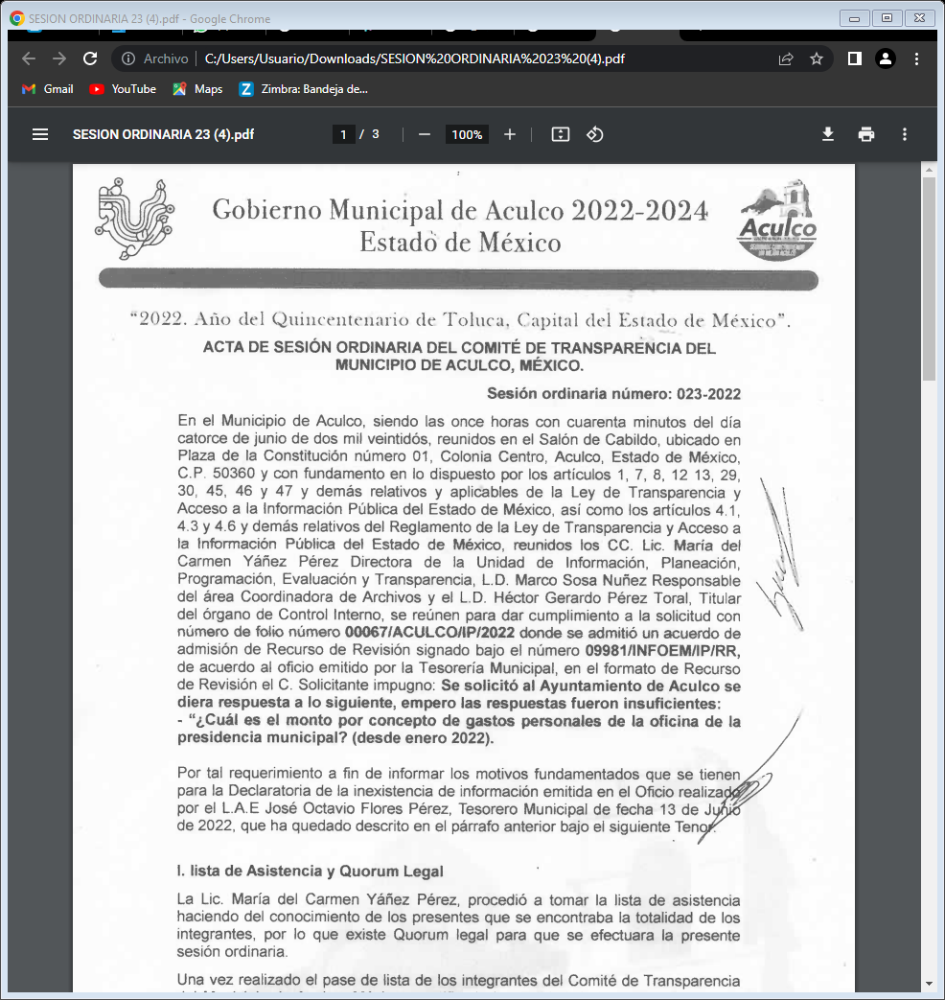 SESION ORDINARIA 23 (4).pdf - Google Chrome
Archivo C:/Users/Usuario/Downloads/SESION%20ORDINARIA%2023%20(4).pdf
Gmail YouTube Maps Zimbra: Bandeja de...
SESION ORDINARIA 23 (4).pdf 1 / 3 100%
Gobierno Municipal de Aculco 2022-2024
Estado de México
Aculco
“2022. Año del Quincentenario de Toluca, Capital del Estado de México”.
ACTA DE SESIÓN ORDINARIA DEL COMITÉ DE TRANSPARENCIA DEL
MUNICIPIO DE ACULCO, MÉXICO.
Sesión ordinaria número: 023-2022
En el Municipio de Aculco, siendo las once horas con cuarenta minutos del día
catorce de junio de dos mil veintidós, reunidos en el Salón de Cabildo, ubicado en
Plaza de la Constitución número 01, Colonia Centro, Aculco, Estado de México,
C.P. 50360 y con fundamento en lo dispuesto por los artículos 1, 7, 8, 12 13, 29,
30, 45, 46 y 47 y demás relativos y aplicables de la Ley de Transparencia y
Acceso a la Información Pública del Estado de México, así como los artículos 4.1,
4.3 y 4.6 y demás relativos del Reglamento de la Ley de Transparencia y Acceso a
la Información Pública del Estado de México, reunidos los CC. Lic. María del
Carmen Yáñez Pérez Directora de la Unidad de Información, Planeación,
Programación, Evaluación y Transparencia, L.D. Marco Sosa Nuñez Responsable
del área Coordinadora de Archivos y el L.D. Héctor Gerardo Pérez Toral, Titular
del órgano de Control Interno, se reúnen para dar cumplimiento a la solicitud con
número de folio número 00067/ACULCO/IP/2022 donde se admitió un acuerdo de
admisión de Recurso de Revisión signado bajo el número 09981/INFOEM/IP/RR,
de acuerdo al oficio emitido por la Tesorería Municipal, en el formato de Recurso
de Revisión el C. Solicitante impugno: Se solicitó al Ayuntamiento de Aculco se
diera respuesta a lo siguiente, empero las respuestas fueron insuficientes:
- “¿Cuál es el monto por concepto de gastos personales de la oficina de la
presidencia municipal? (desde enero 2022).
Por tal requerimiento a fin de informar los motivos fundamentados que se tienen
para la Declaratoria de la inexistencia de información emitida en el Oficio realizado
por el L.A.E José Octavio Flores Pérez, Tesorero Municipal de fecha 13 de Junio
de 2022, que ha quedado descrito en el párrafo anterior bajo el siguiente Tenor:
I. lista de Asistencia y Quorum Legal
La Lic. María del Carmen Yáñez Pérez, procedió a tomar la lista de asistencia
haciendo del conocimiento de los presentes que se encontraba la totalidad de los
integrantes, por lo que existe Quorum legal para que se efectuara la presente
sesión ordinaria.
Una vez realizado el pase de lista de los integrantes del Comité de Transparencia